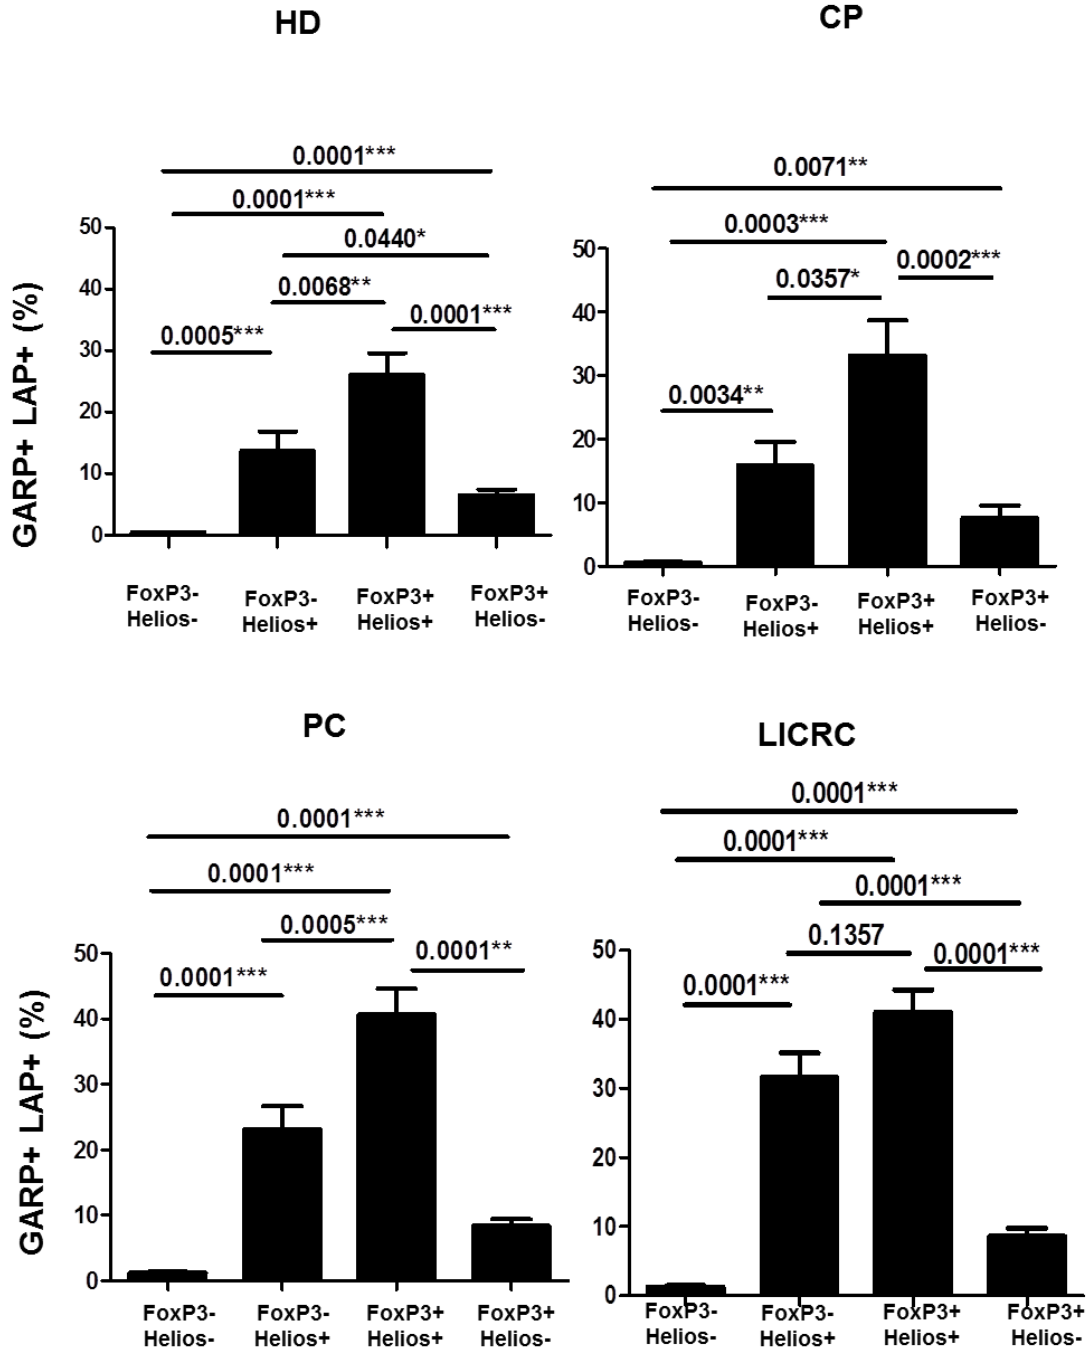 HD
0.0001***
0.0001***
0.0440*
0.0068**
0.0001***
0.0005***
GARP+ LAP+ (%)
50
40
30
20
10
0
FoxP3-
Helios-
FoxP3-
Helios+
FoxP3+
Helios+
FoxP3+
Helios-
CP
0.0071**
0.0003***
0.0002***
0.0357*
0.0034**
50
40
30
20
10
0
FoxP3-
Helios-
FoxP3-
Helios+
FoxP3+
Helios+
FoxP3+
Helios-
PC
0.0001***
0.0001***
0.0005***
0.0001**
0.0001***
GARP+ LAP+ (%)
50
40
30
20
10
0
FoxP3-
Helios-
FoxP3-
Helios+
FoxP3+
Helios+
FoxP3+
Helios-
LICRC
0.0001***
0.0001***
0.0001***
0.1357
0.0001***
0.0001***
50
40
30
20
10
0
FoxP3-
Helios-
FoxP3-
Helios+
FoxP3+
Helios+
FoxP3+
Helios-